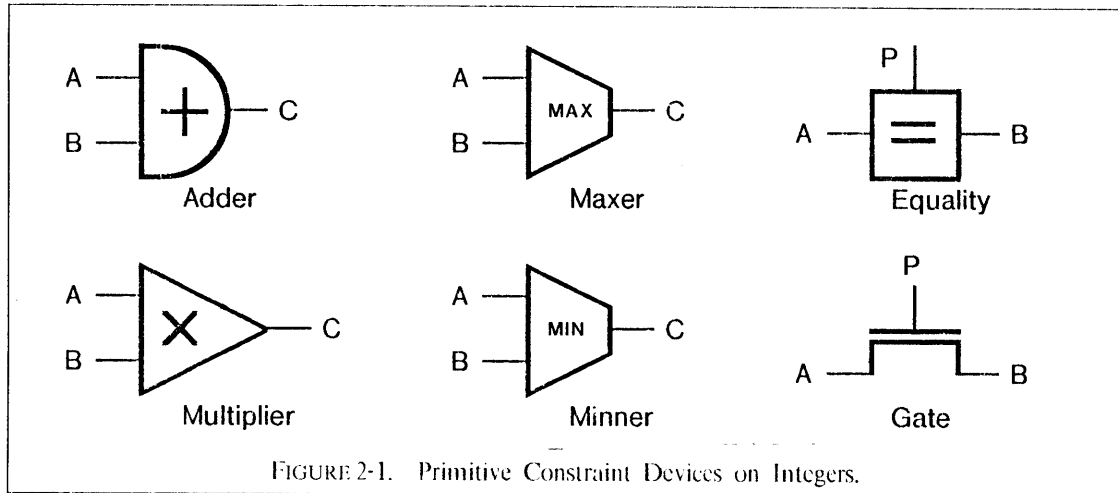 A
B
+
C
Adder
A
B
MAX
C
Maxer
P
A
=
B
Equality
A
B
×
C
Multiplier
A
B
MIN
C
Minner
P
A
B
Gate
FIGURE 2-1. Primitive Constraint Devices on Integers.